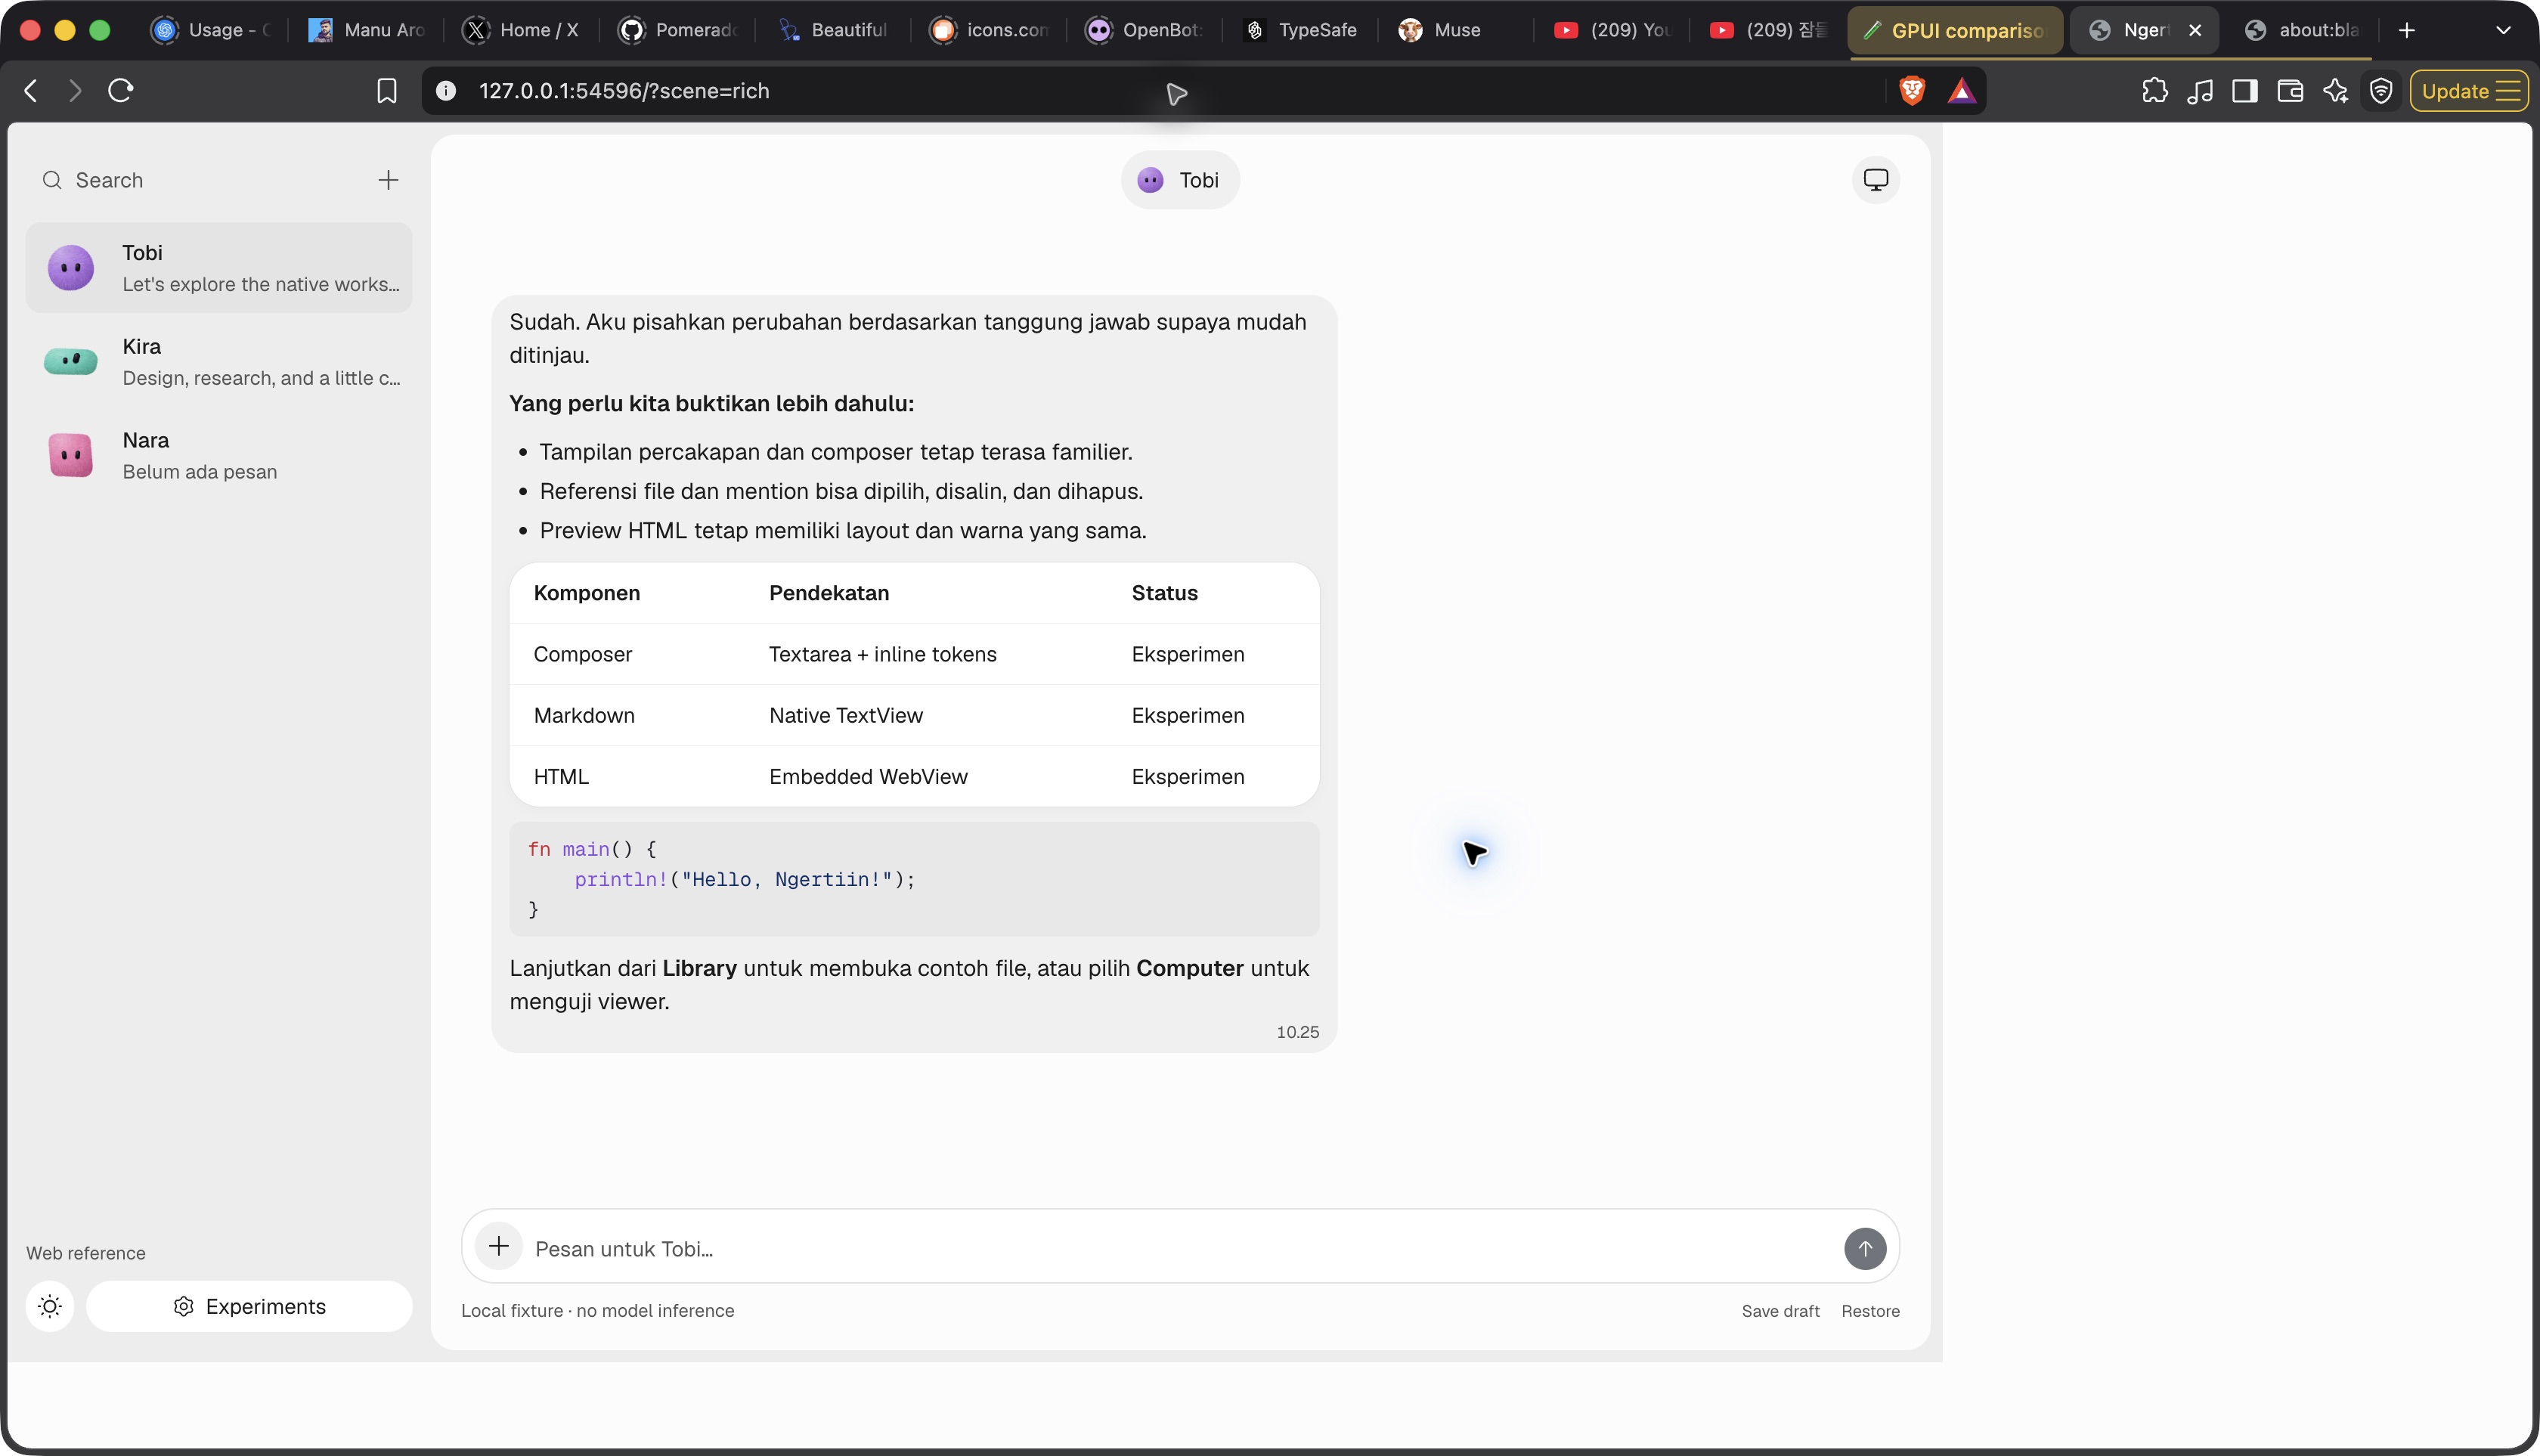 Usage - C
Manu Aro
Home / X
Pomerado
Beautiful
icons.com
OpenBot:
TypeSafe
Muse
(209) You
(209) 잠들
GPUI compariso
Nger
about:bla
127.0.0.1:54596/?scene=rich
Update
Search
Tobi
Let's explore the native works...
Kira
Design, research, and a little c...
Nara
Belum ada pesan
Web reference
Experiments
Tobi
Sudah. Aku pisahkan perubahan berdasarkan tanggung jawab supaya mudah
ditinjau.
Yang perlu kita buktikan lebih dahulu:
• Tampilan percakapan dan composer tetap terasa familier.
• Referensi file dan mention bisa dipilih, disalin, dan dihapus.
• Preview HTML tetap memiliki layout dan warna yang sama.
Komponen Pendekatan Status
Composer Textarea + inline tokens Eksperimen
Markdown Native TextView Eksperimen
HTML Embedded WebView Eksperimen
fn main() {
    println!("Hello, Ngertiin!");
}
Lanjutkan dari Library untuk membuka contoh file, atau pilih Computer untuk
menguji viewer.
10.25
Pesan untuk Tobi...
Local fixture · no model inference
Save draft Restore